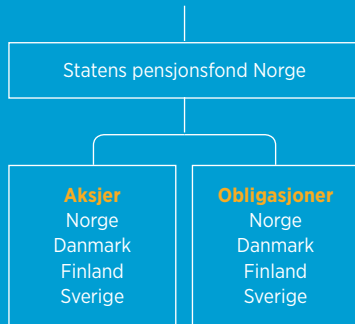 Statens pensjonsfond Norge
Aksjer
Norge
Danmark
Finland
Sverige
Obligasjoner
Norge
Danmark
Finland
Sverige